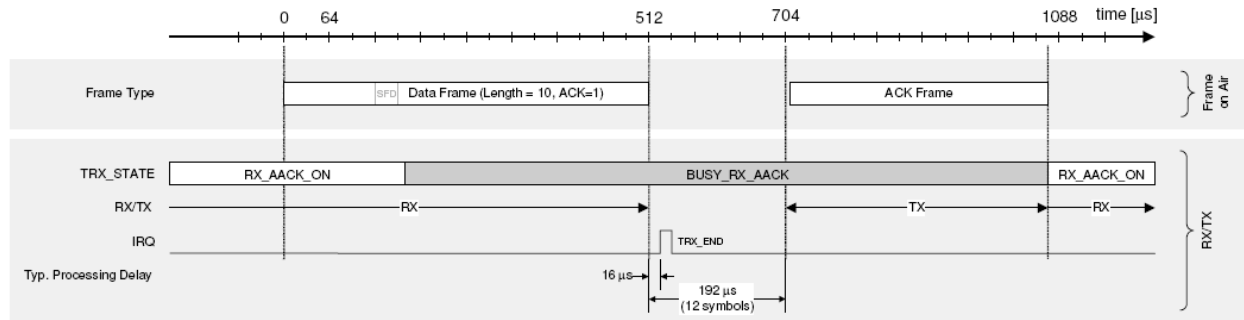 0 64 512 704 1088 time [µs]
Frame Type SFD Data Frame (Length = 10, ACK=1) ACK Frame
Frame
on Air
TRX_STATE RX_AACK_ON BUSY_RX_AACK RX_AACK_ON
RX/TX RX TX RX
IRQ TRX_END
Typ. Processing Delay 16 µs
192 µs
(12 symbols)
RX/TX